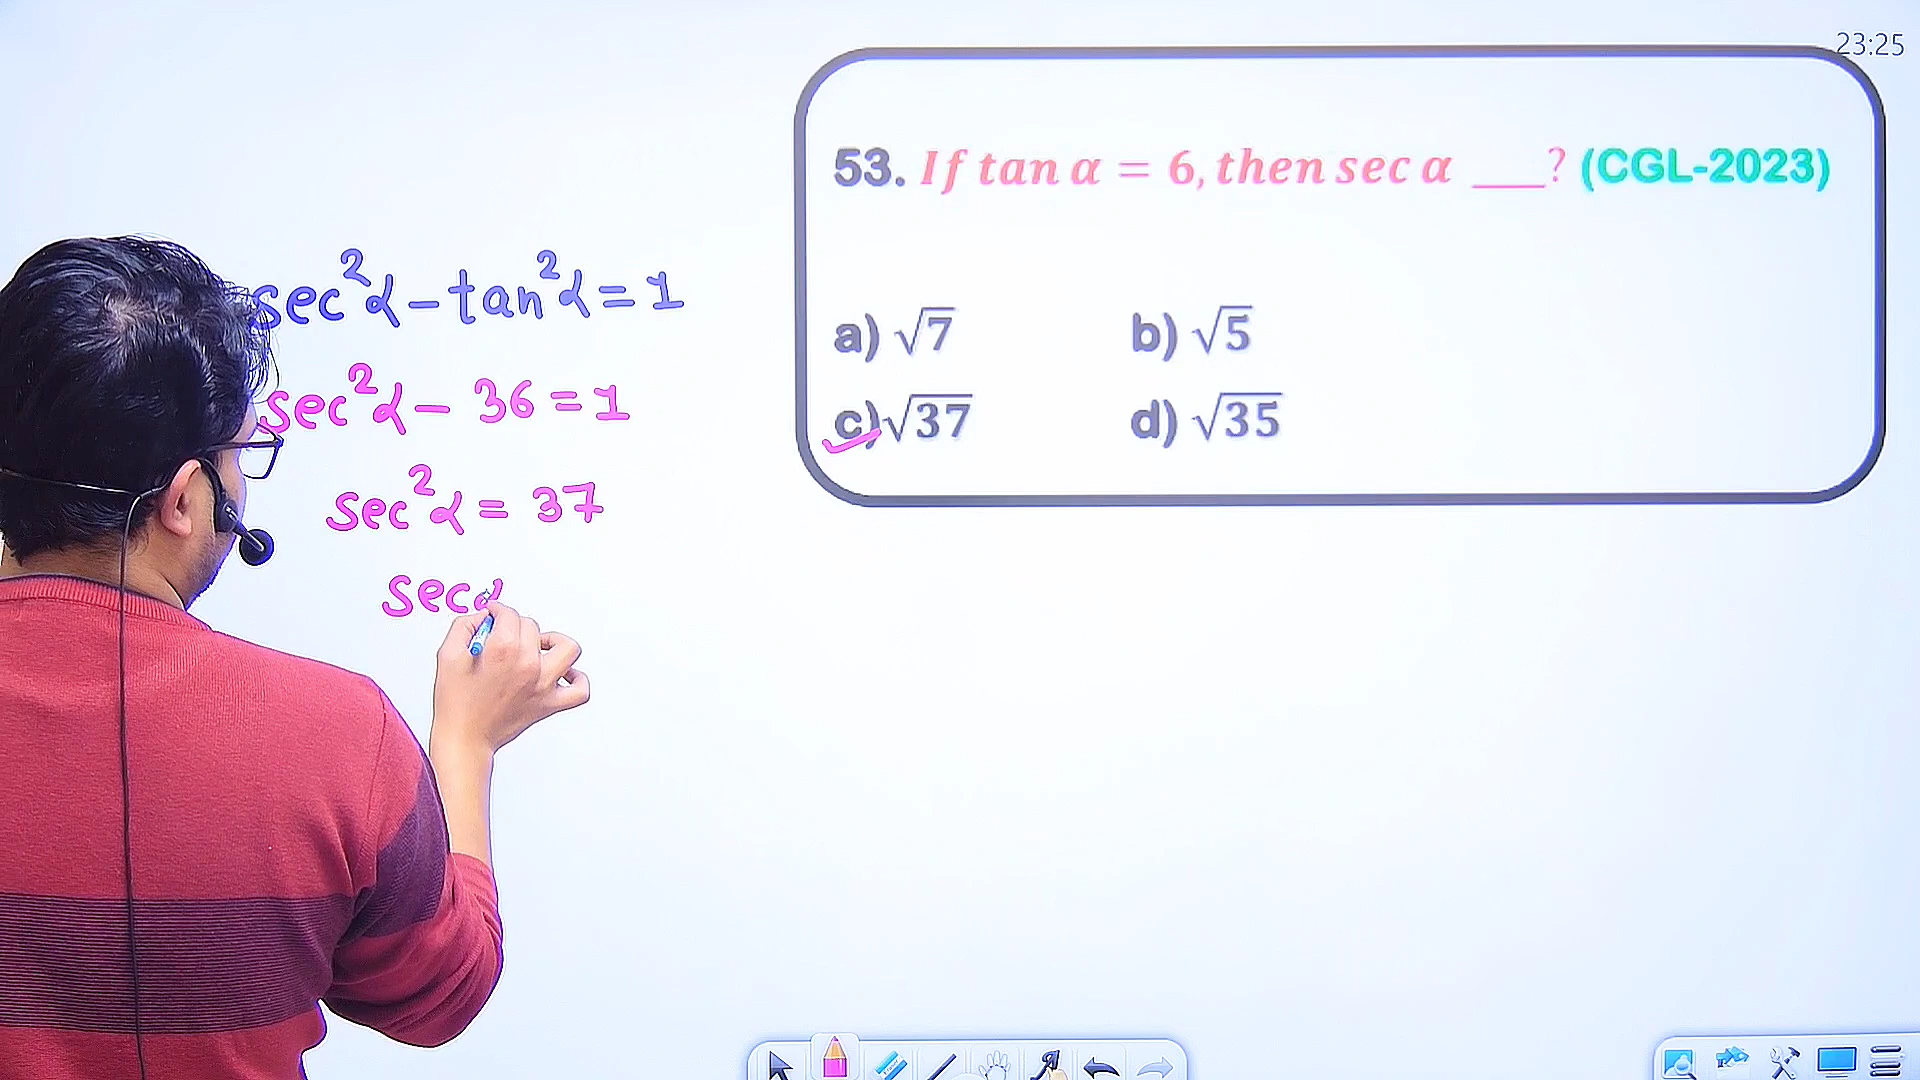 23:25
53. If tan α = 6, then sec α ___? (CGL-2023)
a) √7 b) √5
c) √37 d) √35
sec²α - tan²α = 1
sec²α - 36 = 1
sec²α = 37
secα